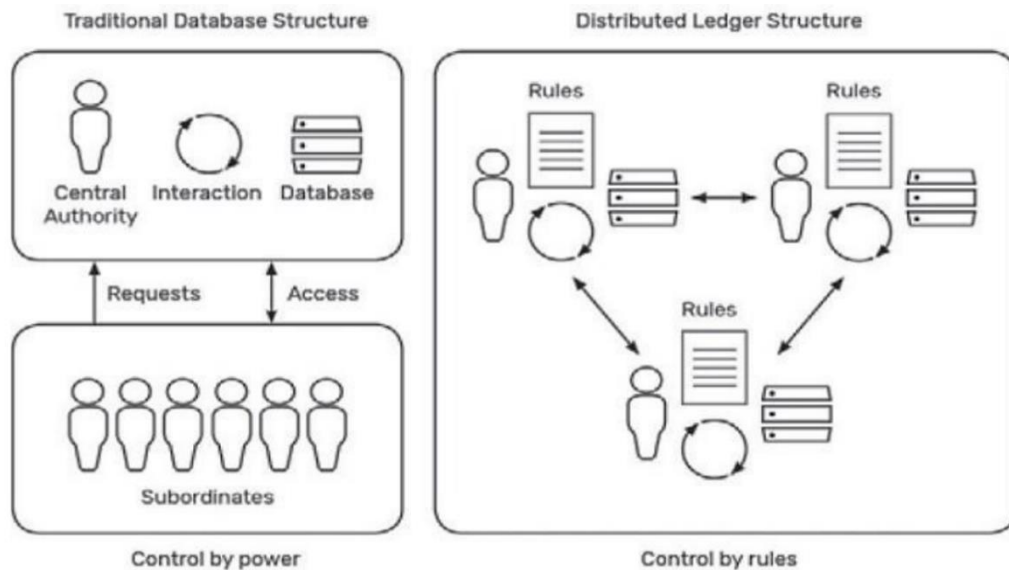 Traditional Database Structure
Central Authority
Interaction
Database
Requests
Access
Subordinates
Control by power
Distributed Ledger Structure
Rules
Rules
Rules
Control by rules